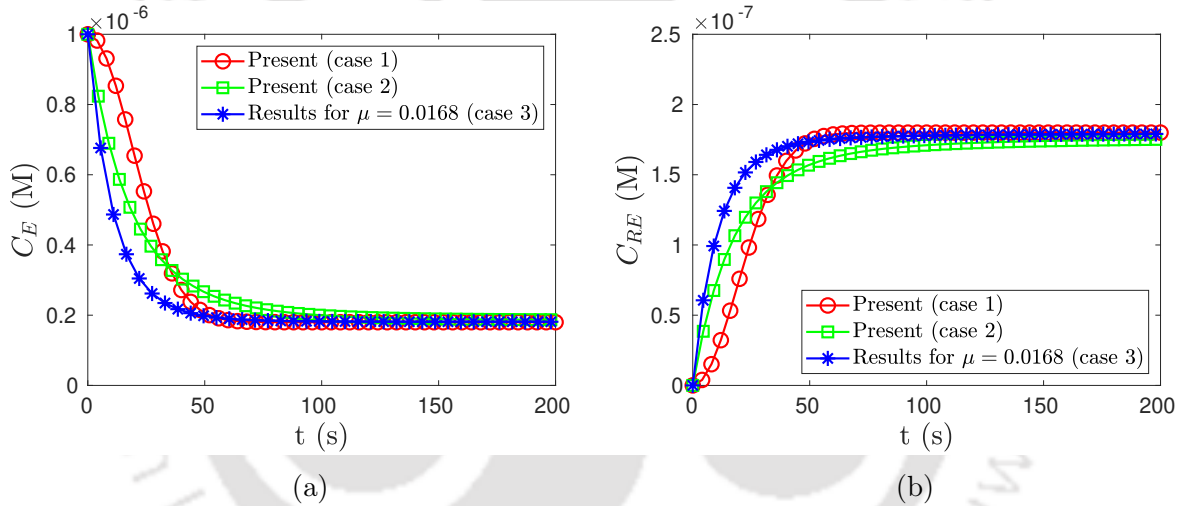 ×10⁻⁶
1
0.8
0.6
0.4
0.2
0
0 50 100 150 200
C_E (M)
t (s)
Present (case 1)
Present (case 2)
Results for μ = 0.0168 (case 3)
(a)
×10⁻⁷
2.5
2
1.5
1
0.5
0
0 50 100 150 200
C_RE (M)
t (s)
Present (case 1)
Present (case 2)
Results for μ = 0.0168 (case 3)
(b)